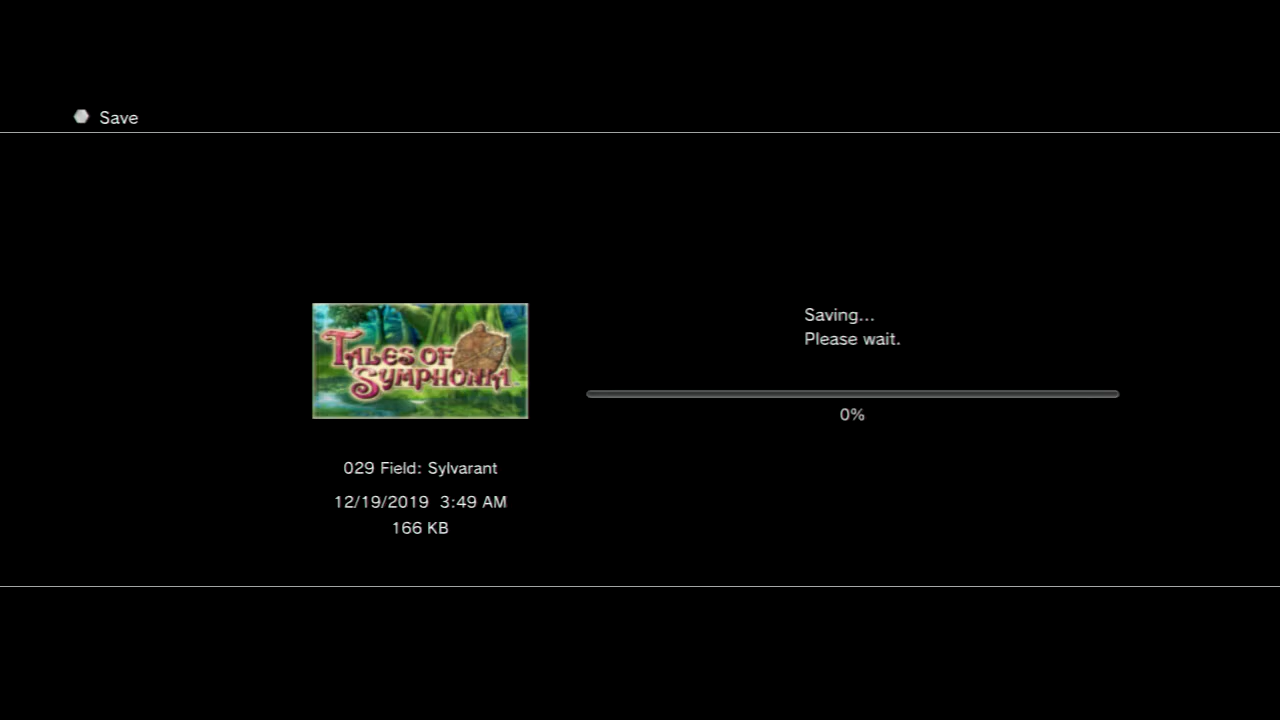 Save
TALES OF
SYMPHONIA
Saving...
Please wait.
0%
029 Field: Sylvarant
12/19/2019 3:49 AM
166 KB